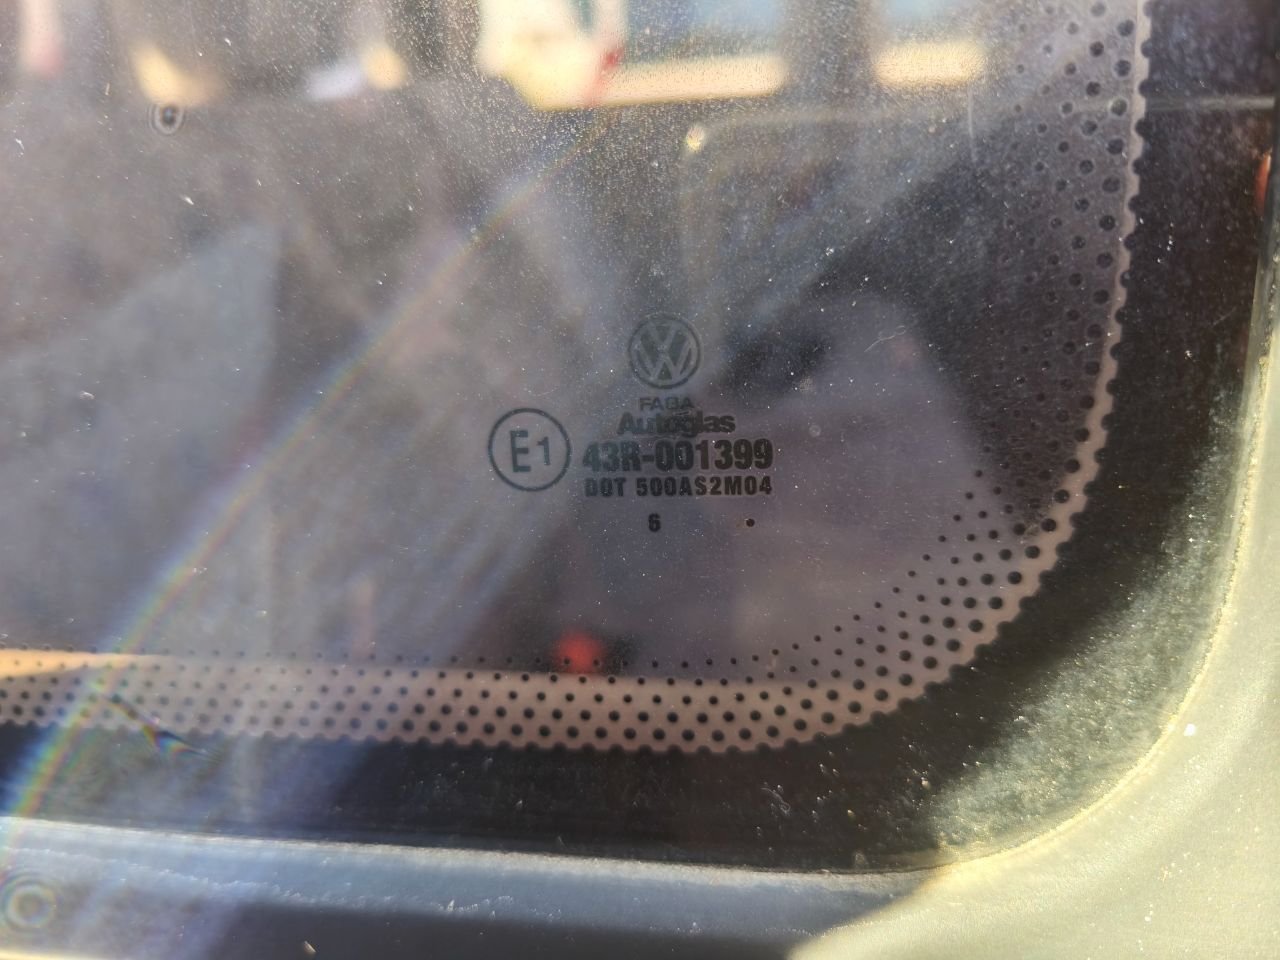 FABA
Autoglas
E1
43R-001399
DOT 500AS2M04
6